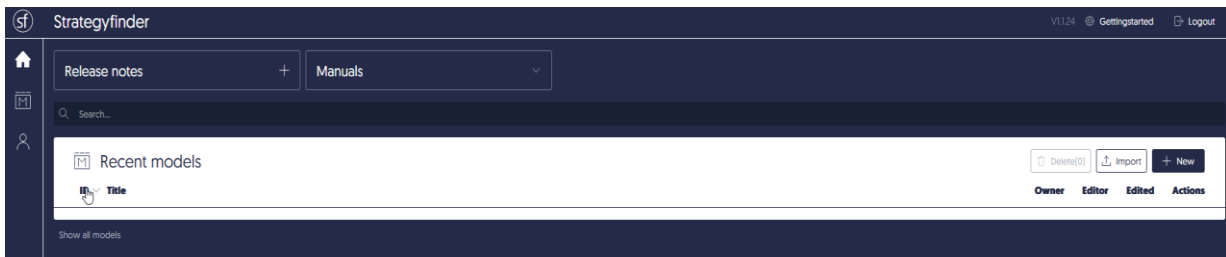 sf Strategyfinder V1.1.24 Gettingstarted Logout
Release notes Manuals
M
Search...
M Recent models Delete(0) Import New
ID Title Owner Editor Edited Actions
Show all models